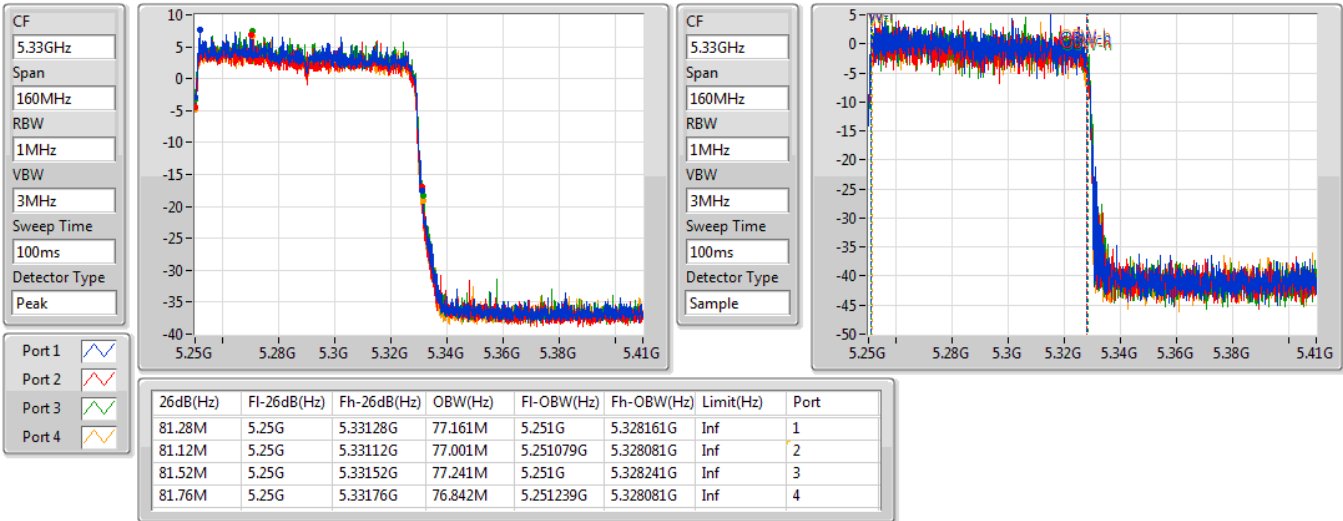 CF
5.33GHz
Span
160MHz
RBW
1MHz
VBW
3MHz
Sweep Time
100ms
Detector Type
Peak
10
5
0
-5
-10
-15
-20
-25
-30
-35
-40
5.25G 5.28G 5.3G 5.32G 5.34G 5.36G 5.38G 5.41G
CF
5.33GHz
Span
160MHz
RBW
1MHz
VBW
3MHz
Sweep Time
100ms
Detector Type
Sample
5
0
-5
-10
-15
-20
-25
-30
-35
-40
-45
-50
5.25G 5.28G 5.3G 5.32G 5.34G 5.36G 5.38G 5.41G
Port 1
Port 2
Port 3
Port 4
26dB(Hz) Fl-26dB(Hz) Fh-26dB(Hz) OBW(Hz) Fl-OBW(Hz) Fh-OBW(Hz) Limit(Hz) Port
81.28M 5.25G 5.33128G 77.161M 5.251G 5.328161G Inf 1
81.12M 5.25G 5.33112G 77.001M 5.251079G 5.328081G Inf 2
81.52M 5.25G 5.33152G 77.241M 5.251G 5.328241G Inf 3
81.76M 5.25G 5.33176G 76.842M 5.251239G 5.328081G Inf 4